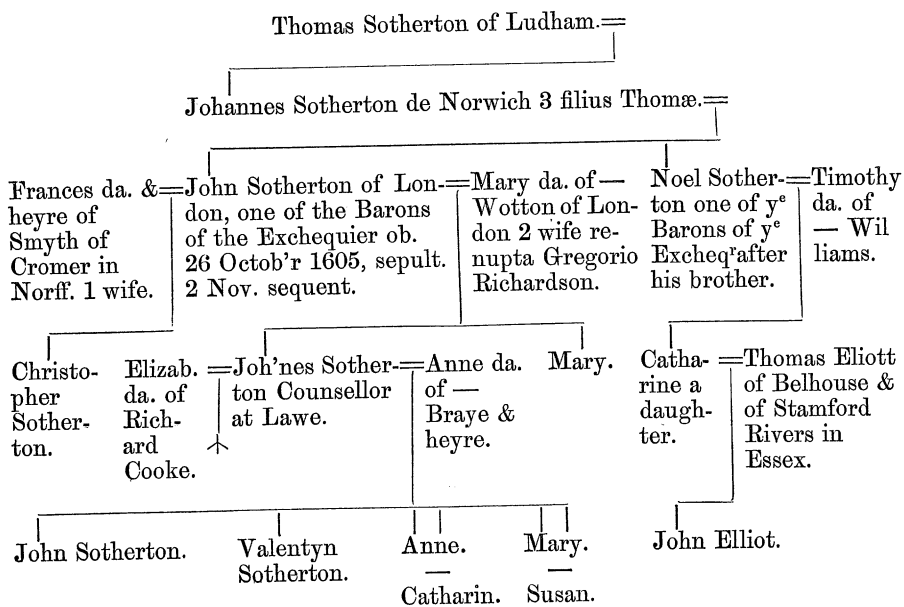 Thomas Sotherton of Ludham.=
Johannes Sotherton de Norwich 3 filius Thomæ.=
Frances da. &=
heyre of
Smyth of
Cromer in
Norff. 1 wife.
John Sotherton of Lon-=
don, one of the Barons
of the Exchequier ob.
26 Octob'r 1605, sepult.
2 Nov. sequent.
Mary da. of —
Wotton of Lon-
don 2 wife re-
nupta Gregorio
Richardson.
Noel Sother-=
ton one of yᵉ
Barons of yᵉ
Excheqʳ after
his brother.
Timothy
da. of
— Wil
liams.
Christo-
pher
Sother-
ton.
Elizab.
da. of
Rich-
ard
Cooke.
=Joh'nes Sother-=
ton Counsellor
at Lawe.
Anne da.
of —
Braye &
heyre.
Mary.
Catha-
rine a
daugh-
ter.
=Thomas Eliott
of Belhouse &
of Stamford
Rivers in
Essex.
John Sotherton.
Valentyn
Sotherton.
Anne.
—
Catharin.
Mary.
—
Susan.
John Elliot.